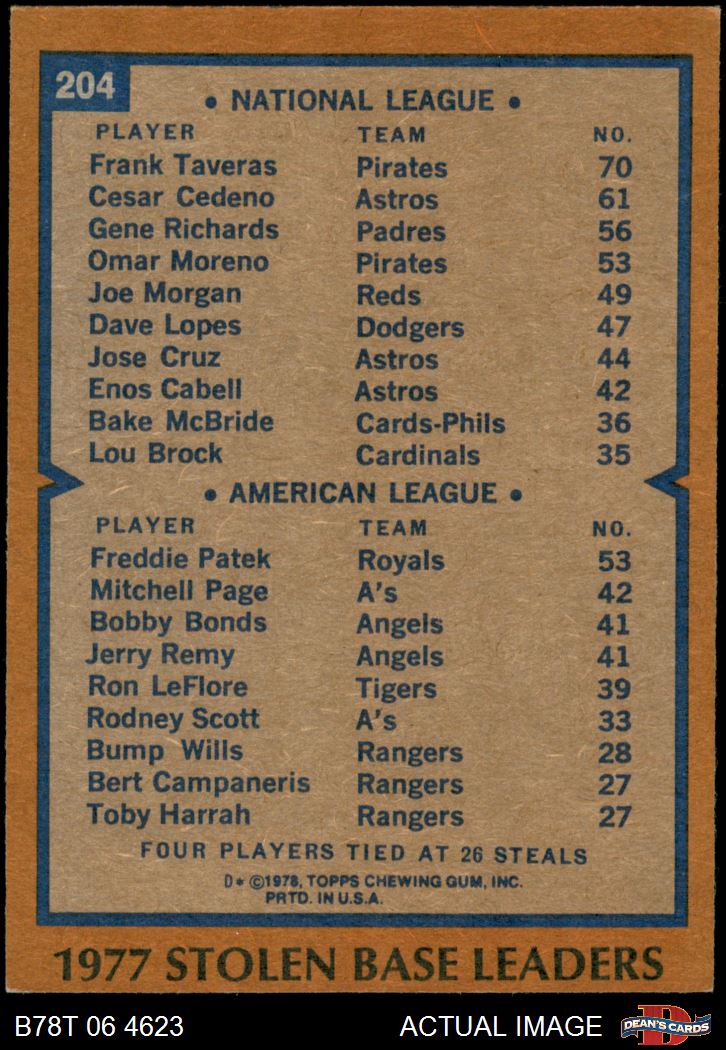 204
• NATIONAL LEAGUE •
PLAYER TEAM NO.
Frank Taveras Pirates 70
Cesar Cedeno Astros 61
Gene Richards Padres 56
Omar Moreno Pirates 53
Joe Morgan Reds 49
Dave Lopes Dodgers 47
Jose Cruz Astros 44
Enos Cabell Astros 42
Bake McBride Cards-Phils 36
Lou Brock Cardinals 35
• AMERICAN LEAGUE •
PLAYER TEAM NO.
Freddie Patek Royals 53
Mitchell Page A's 42
Bobby Bonds Angels 41
Jerry Remy Angels 41
Ron LeFlore Tigers 39
Rodney Scott A's 33
Bump Wills Rangers 28
Bert Campaneris Rangers 27
Toby Harrah Rangers 27
FOUR PLAYERS TIED AT 26 STEALS
D* ©1978, TOPPS CHEWING GUM, INC.
PRTD. IN U.S.A.
1977 STOLEN BASE LEADERS
B78T 06 4623 ACTUAL IMAGE D DEAN'S CARDS